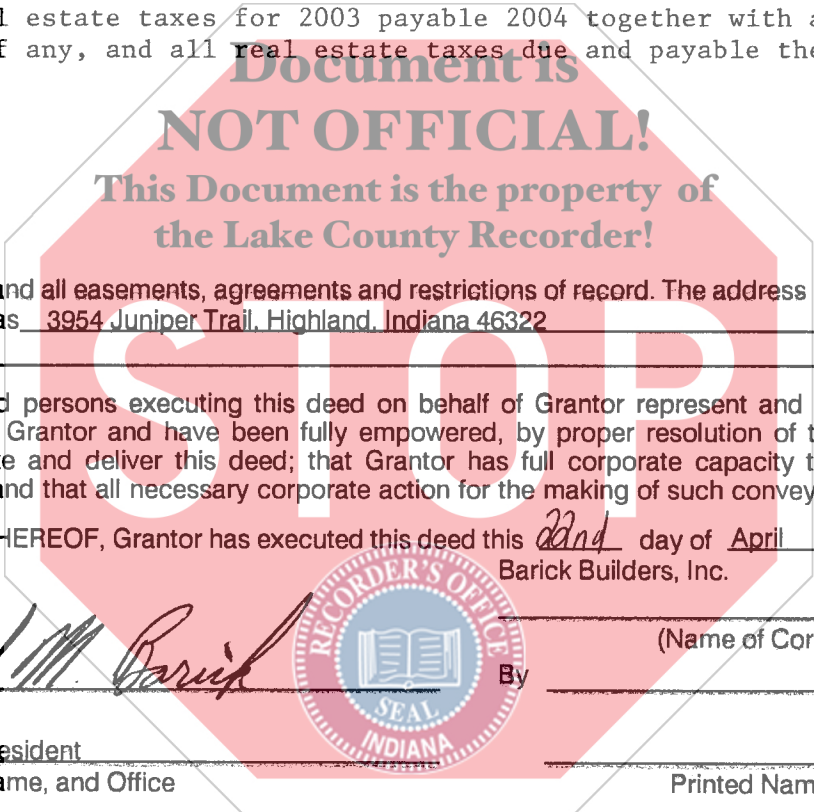 l estate taxes for 2003 payable 2004 together with a
f any, and all real estate taxes due and payable the
Document is
NOT OFFICIAL!
This Document is the property of
the Lake County Recorder!
nd all easements, agreements and restrictions of record. The address
as 3954 Juniper Trail, Highland, Indiana 46322
STOP
d persons executing this deed on behalf of Grantor represent and
Grantor and have been fully empowered, by proper resolution of t
e and deliver this deed; that Grantor has full corporate capacity t
nd that all necessary corporate action for the making of such convey
HEREOF, Grantor has executed this deed this 22nd day of April
Barick Builders, Inc.
RECORDER'S OFFICE
(Name of Cor
M. Barick
By
SEAL
INDIANA
esident
ame, and Office
Printed Nam